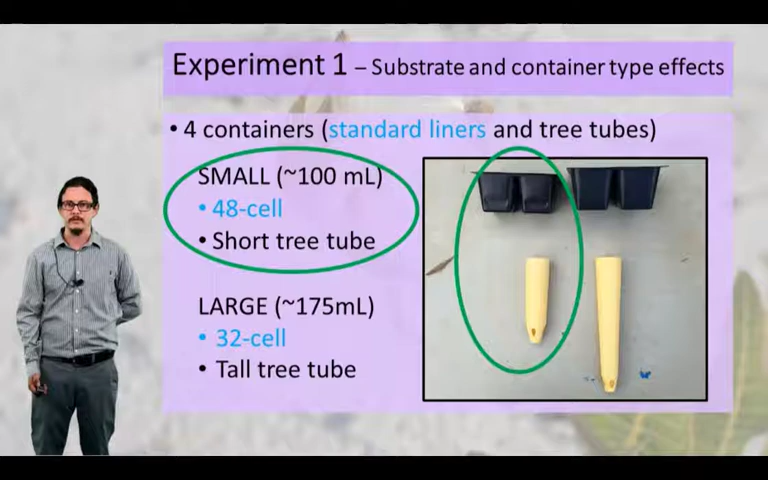 Experiment 1 – Substrate and container type effects
• 4 containers (standard liners and tree tubes)
SMALL (~100 mL)
• 48-cell
• Short tree tube
LARGE (~175mL)
• 32-cell
• Tall tree tube